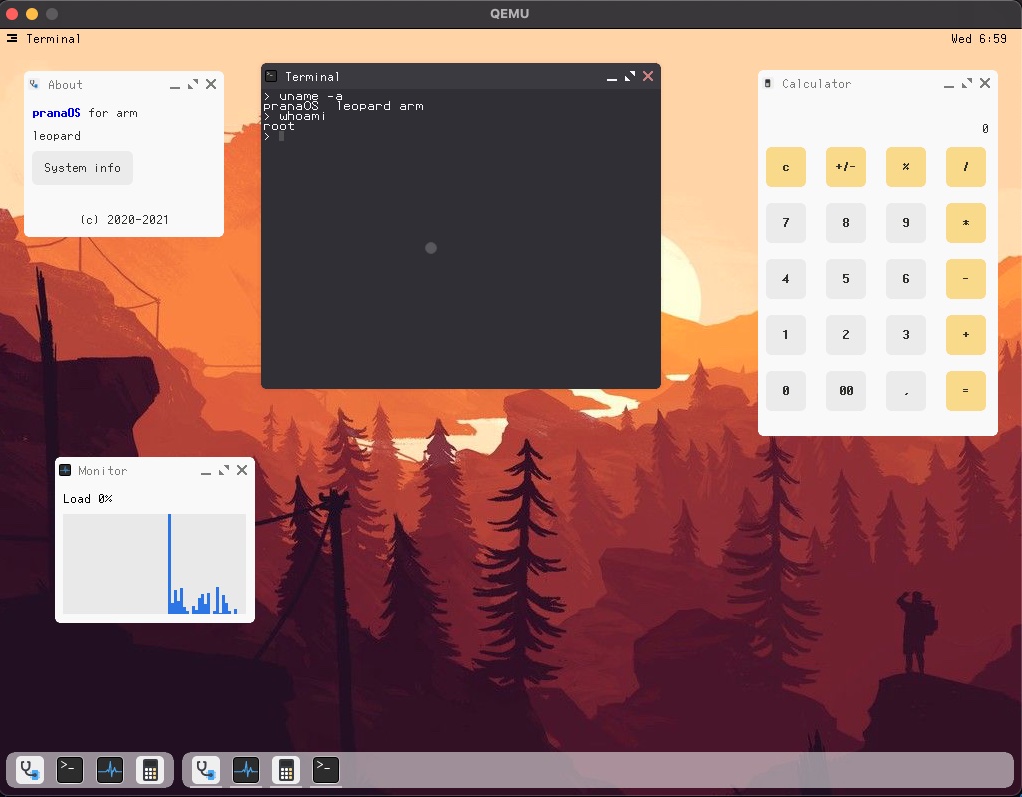 QEMU
Terminal
Wed 6:59
About
pranaOS for arm
leopard
System info
(c) 2020-2021
Terminal
> uname -a
pranaOS leopard arm
> whoami
root
>
Calculator
0
c +/- % /
7 8 9 *
4 5 6 -
1 2 3 +
0 00 . =
Monitor
Load 0%
>_
>_